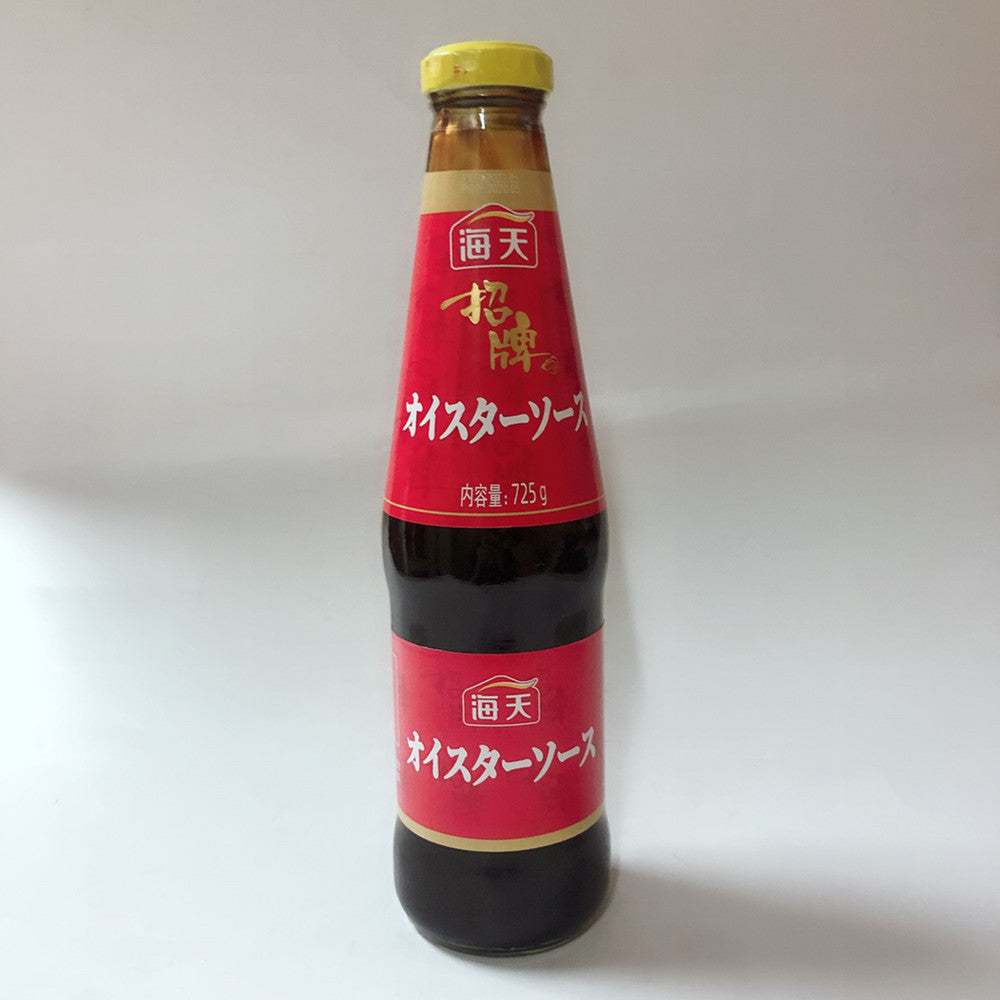 海天
招
牌
オイスターソース
内容量:725g
海天
オイスターソース